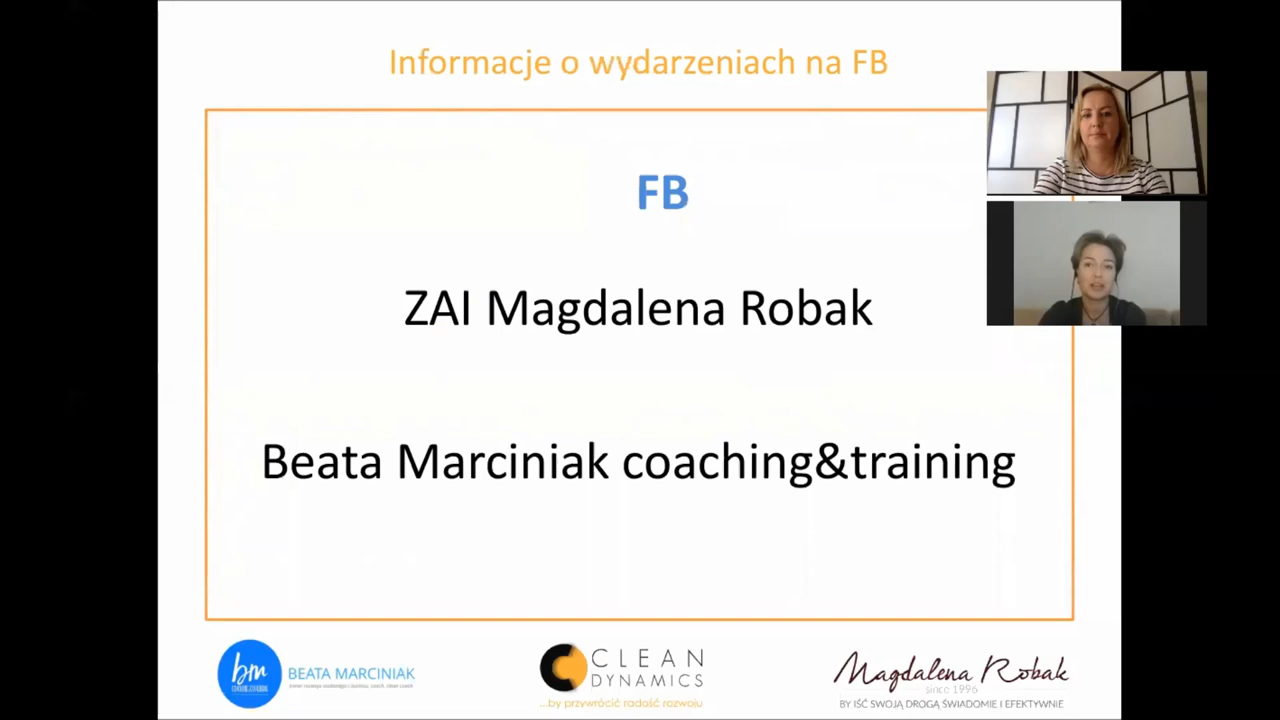 Informacje o wydarzeniach na FB
FB
ZAI Magdalena Robak
Beata Marciniak coaching&training
bm
BEATA MARCINIAK
CLEAN
DYNAMICS
...by przywrócić radość rozwoju
Magdalena Robak
since 1996
BY IŚĆ SWOJĄ DROGĄ ŚWIADOMIE I EFEKTYWNIE